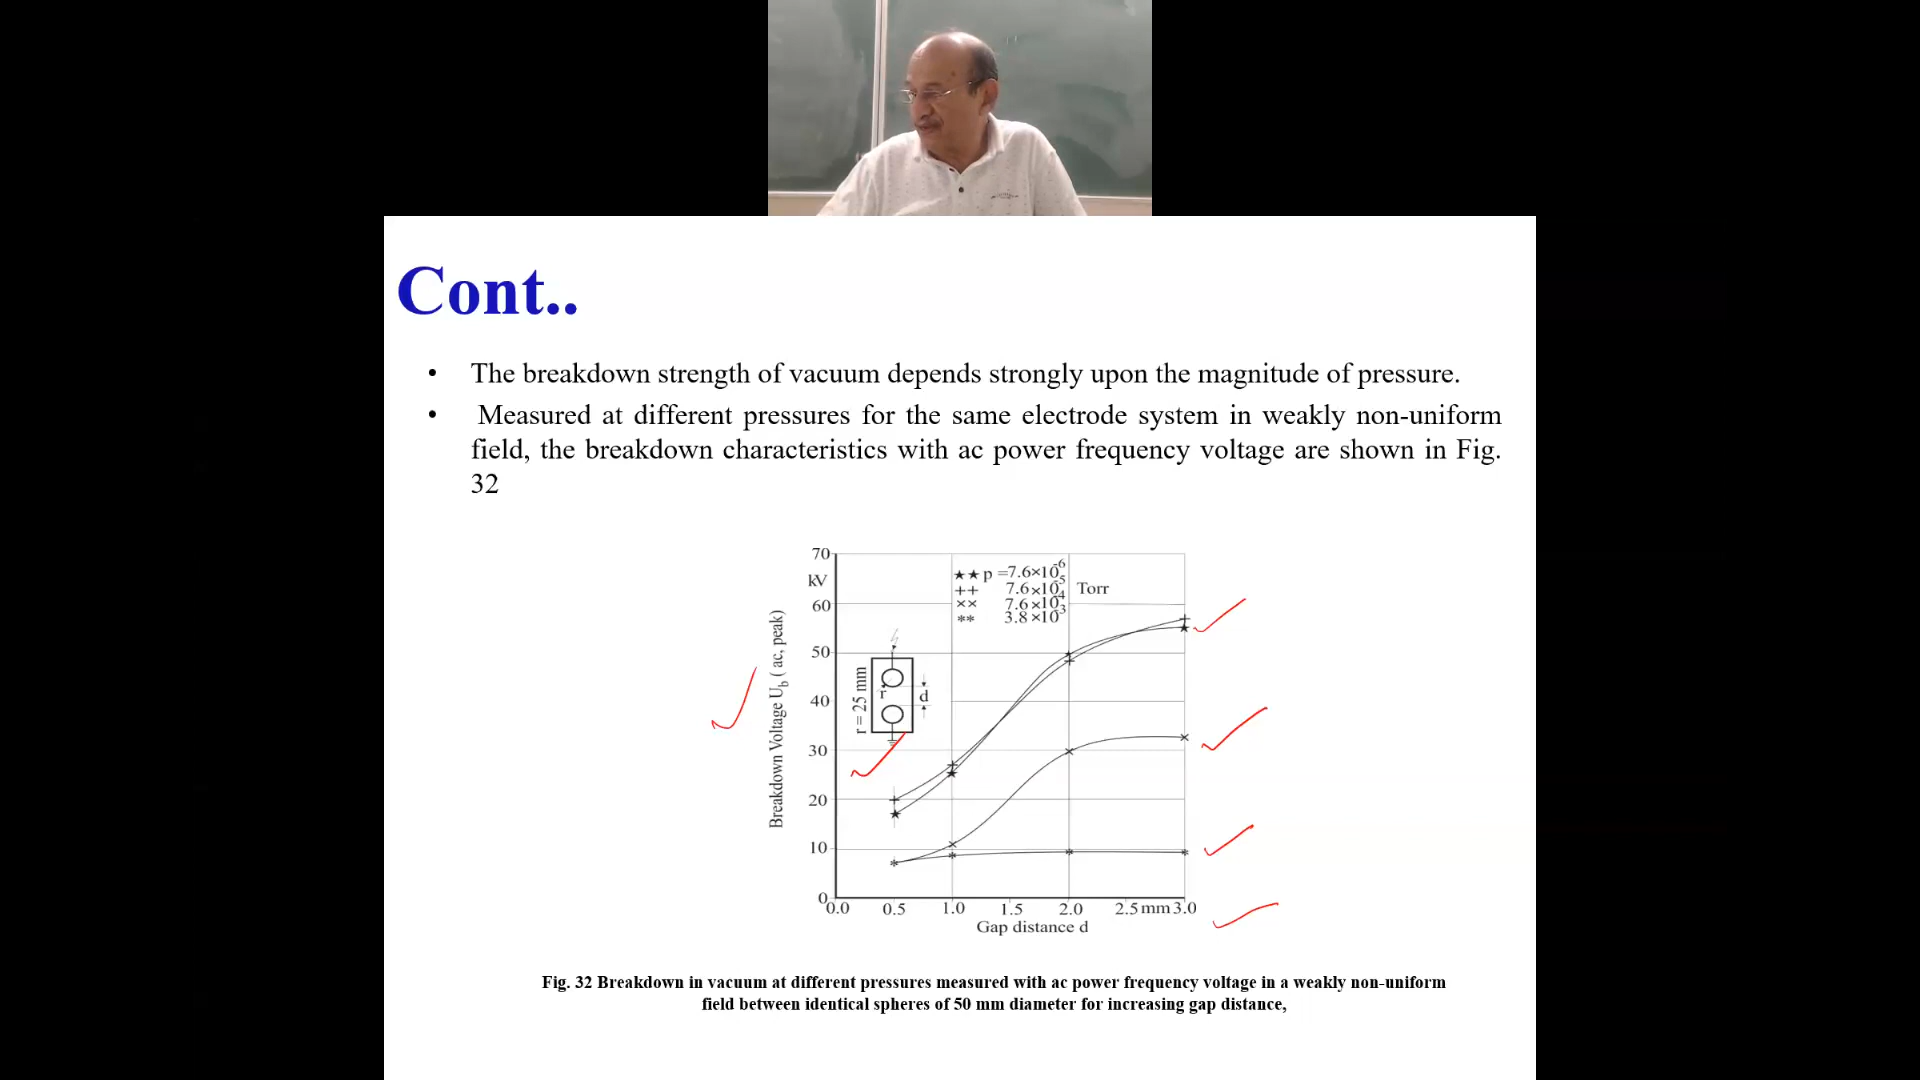 Cont..
• The breakdown strength of vacuum depends strongly upon the magnitude of pressure.
• Measured at different pressures for the same electrode system in weakly non-uniform
field, the breakdown characteristics with ac power frequency voltage are shown in Fig.
32
70
kV
60
50
40
30
20
10
0
Breakdown Voltage U_b ( ac, peak)
★★ p =7.6×10^-6
++ 7.6×10^-5 Torr
×× 7.6×10^-4
** 3.8×10^-3
r = 25 mm
r
d
0.0 0.5 1.0 1.5 2.0 2.5 mm 3.0
Gap distance d
Fig. 32 Breakdown in vacuum at different pressures measured with ac power frequency voltage in a weakly non-uniform
field between identical spheres of 50 mm diameter for increasing gap distance,